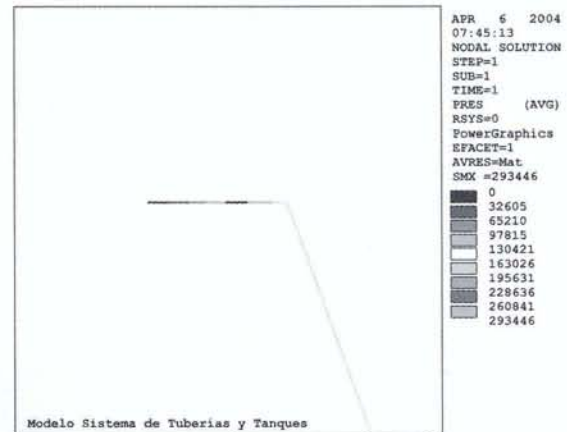 APR 6 2004
07:45:13
NODAL SOLUTION
STEP=1
SUB=1
TIME=1
PRES (AVG)
RSYS=0
PowerGraphics
EFACET=1
AVRES=Mat
SMX =293446
0
32605
65210
97815
130421
163026
195631
228636
260841
293446
Modelo Sistema de Tuberias y Tanques